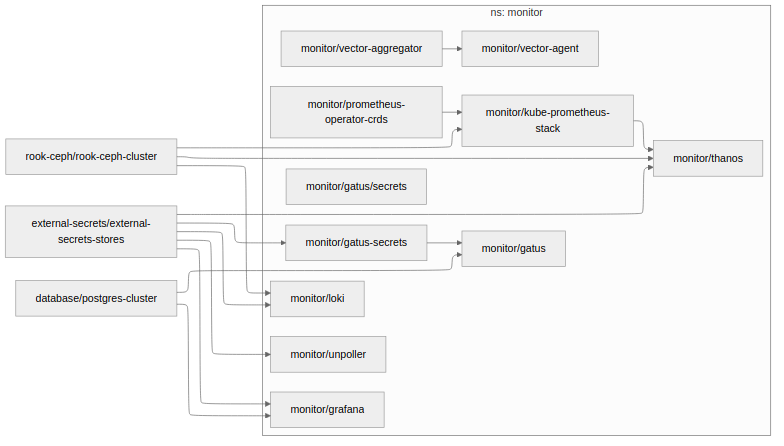 ns: monitor
monitor/vector-aggregator
monitor/vector-agent
monitor/prometheus-
operator-crds
monitor/kube-prometheus-
stack
rook-ceph/rook-ceph-cluster
monitor/thanos
monitor/gatus/secrets
external-secrets/external-
secrets-stores
monitor/gatus-secrets
monitor/gatus
database/postgres-cluster
monitor/loki
monitor/unpoller
monitor/grafana